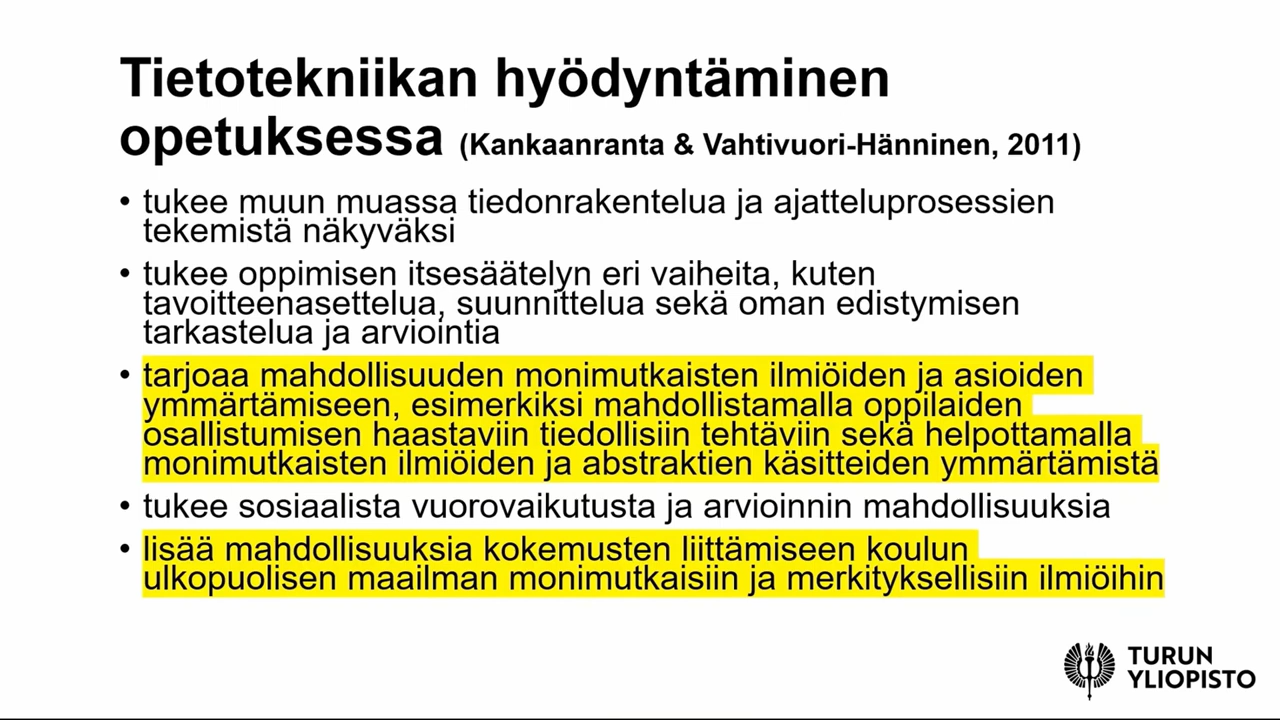 Tietotekniikan hyödyntäminen
opetuksessa (Kankaanranta & Vahtivuori-Hänninen, 2011)
• tukee muun muassa tiedonrakentelua ja ajatteluprosessien
tekemistä näkyväksi
• tukee oppimisen itsesäätelyn eri vaiheita, kuten
tavoitteenasettelua, suunnittelua sekä oman edistymisen
tarkastelua ja arviointia
• tarjoaa mahdollisuuden monimutkaisten ilmiöiden ja asioiden
ymmärtämiseen, esimerkiksi mahdollistamalla oppilaiden
osallistumisen haastaviin tiedollisiin tehtäviin sekä helpottamalla
monimutkaisten ilmiöiden ja abstraktien käsitteiden ymmärtämistä
• tukee sosiaalista vuorovaikutusta ja arvioinnin mahdollisuuksia
• lisää mahdollisuuksia kokemusten liittämiseen koulun
ulkopuolisen maailman monimutkaisiin ja merkityksellisiin ilmiöihin
TURUN
YLIOPISTO